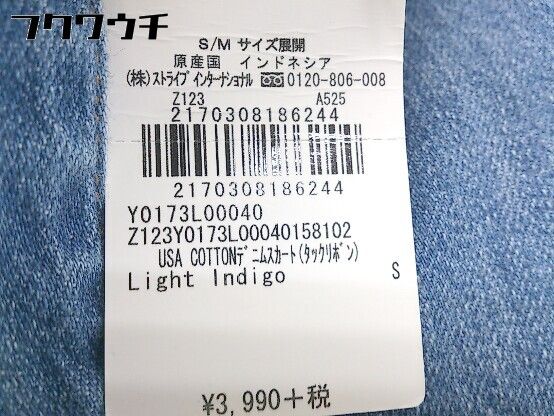 フクウクチ
S/M サイズ展開
原産国 インドネシア
(株)ストライプインターナショナル 0120-806-008
Z123 A525
2170308186244
2170308186244
Y0173L00040
Z123Y0173L00040158102
USA COTTONデニムスカート(タックリボン)
Light Indigo S
¥3,990+税